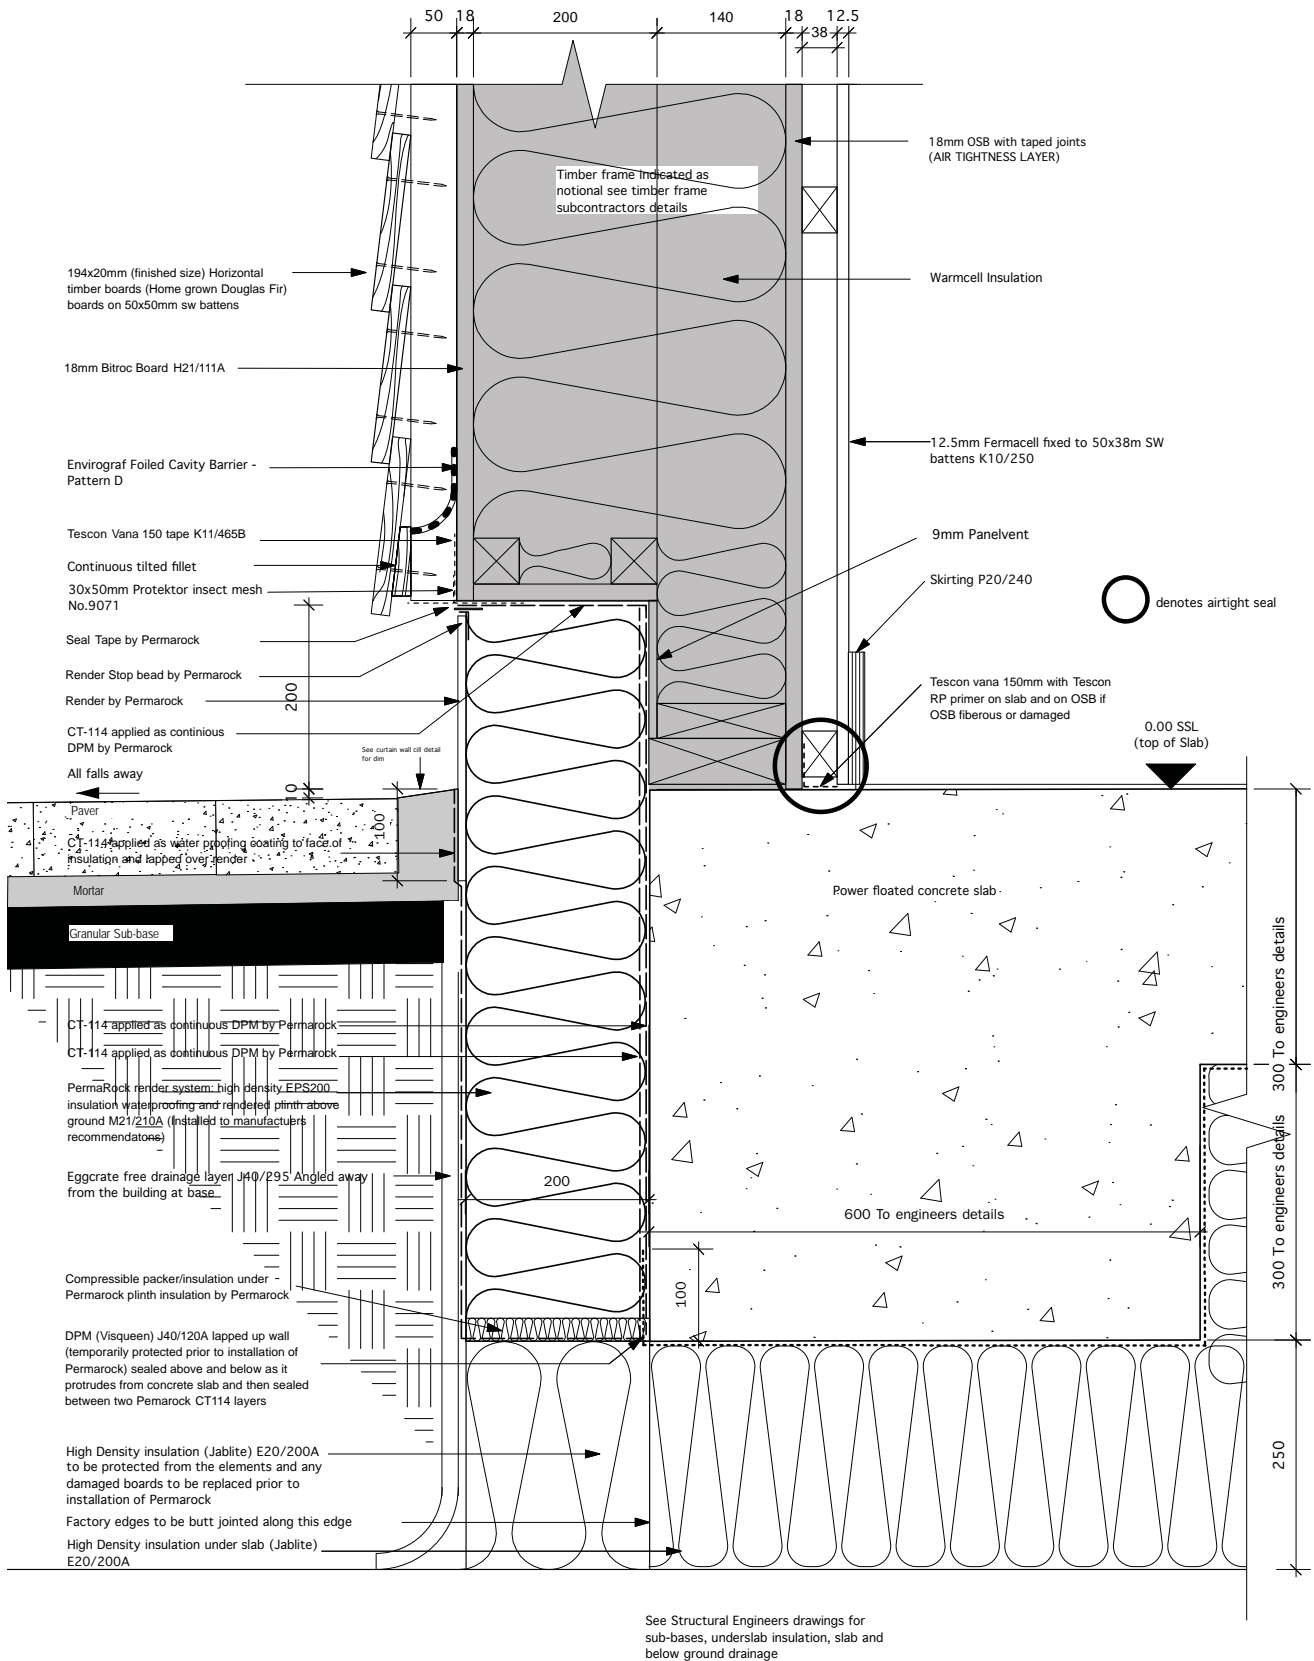 50
18
200
140
18
12.5
38
18mm OSB with taped joints
(AIR TIGHTNESS LAYER)
Timber frame indicated as
notional see timber frame
subcontractors details
194x20mm (finished size) Horizontal
timber boards (Home grown Douglas Fir)
boards on 50x50mm sw battens
Warmcell Insulation
18mm Bitroc Board H21/111A
12.5mm Fermacell fixed to 50x38m SW
battens K10/250
Envirograf Foiled Cavity Barrier -
Pattern D
Tescon Vana 150 tape K11/465B
9mm Panelvent
Continuous tilted fillet
Skirting P20/240
30x50mm Protektor insect mesh
No.9071
denotes airtight seal
Seal Tape by Permarock
Render Stop bead by Permarock
Tescon vana 150mm with Tescon
RP primer on slab and on OSB if
OSB fiberous or damaged
200
Render by Permarock
CT-114 applied as continious
DPM by Permarock
0.00 SSL
(top of Slab)
See curtain wall cill detail
for dim
All falls away
10
Paver
100
CT-114 applied as water proofing coating to face of
insulation and lapped over render
Mortar
Power floated concrete slab
Granular Sub-base
300 To engineers details
CT-114 applied as continuous DPM by Permarock
CT-114 applied as continuous DPM by Permarock
PermaRock render system: high density EPS200
insulation waterproofing and rendered plinth above
ground M21/210A (Installed to manufactuers
recommendatons)
300 To engineers details
Eggcrate free drainage layer J40/295 Angled away
from the building at base
200
600 To engineers details
Compressible packer/insulation under
Permarock plinth insulation by Permarock
100
DPM (Visqueen) J40/120A lapped up wall
(temporarily protected prior to installation of
Permarock) sealed above and below as it
protrudes from concrete slab and then sealed
between two Pemarock CT114 layers
High Density insulation (Jablite) E20/200A
to be protected from the elements and any
damaged boards to be replaced prior to
installation of Permarock
250
Factory edges to be butt jointed along this edge
High Density insulation under slab (Jablite)
E20/200A
See Structural Engineers drawings for
sub-bases, underslab insulation, slab and
below ground drainage